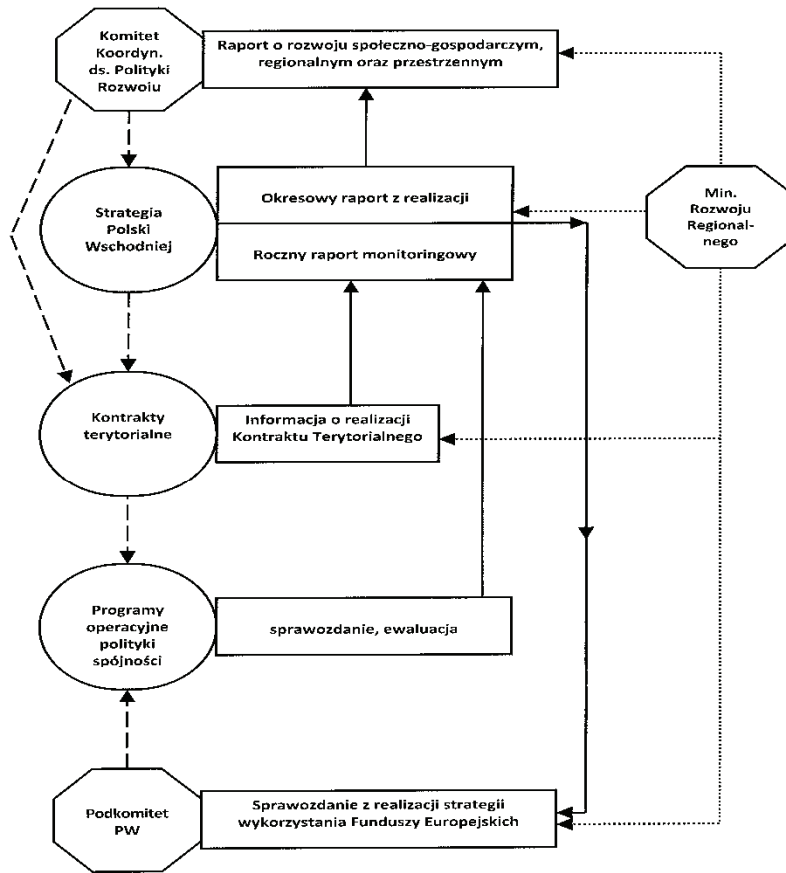 Komitet
Koordyn.
ds. Polityki
Rozwoiu
Raport o rozwoju społeczno-gospodarczym,
regionalnym oraz przestrzennym
Strategia
Polski
Wschodniej
Okresowy raport z realizacji
Roczny raport monitoringowy
Min.
Rozwoju
Regional-
nego
Kontrakty
terytorialne
Informacja o realizacji
Kontraktu Terytorialnego
Programy
operacyjne
polityki
spójności
sprawozdanie, ewaluacja
Podkomitet
PW
Sprawozdanie z realizacji strategii
wykorzystania Funduszy Europejskich